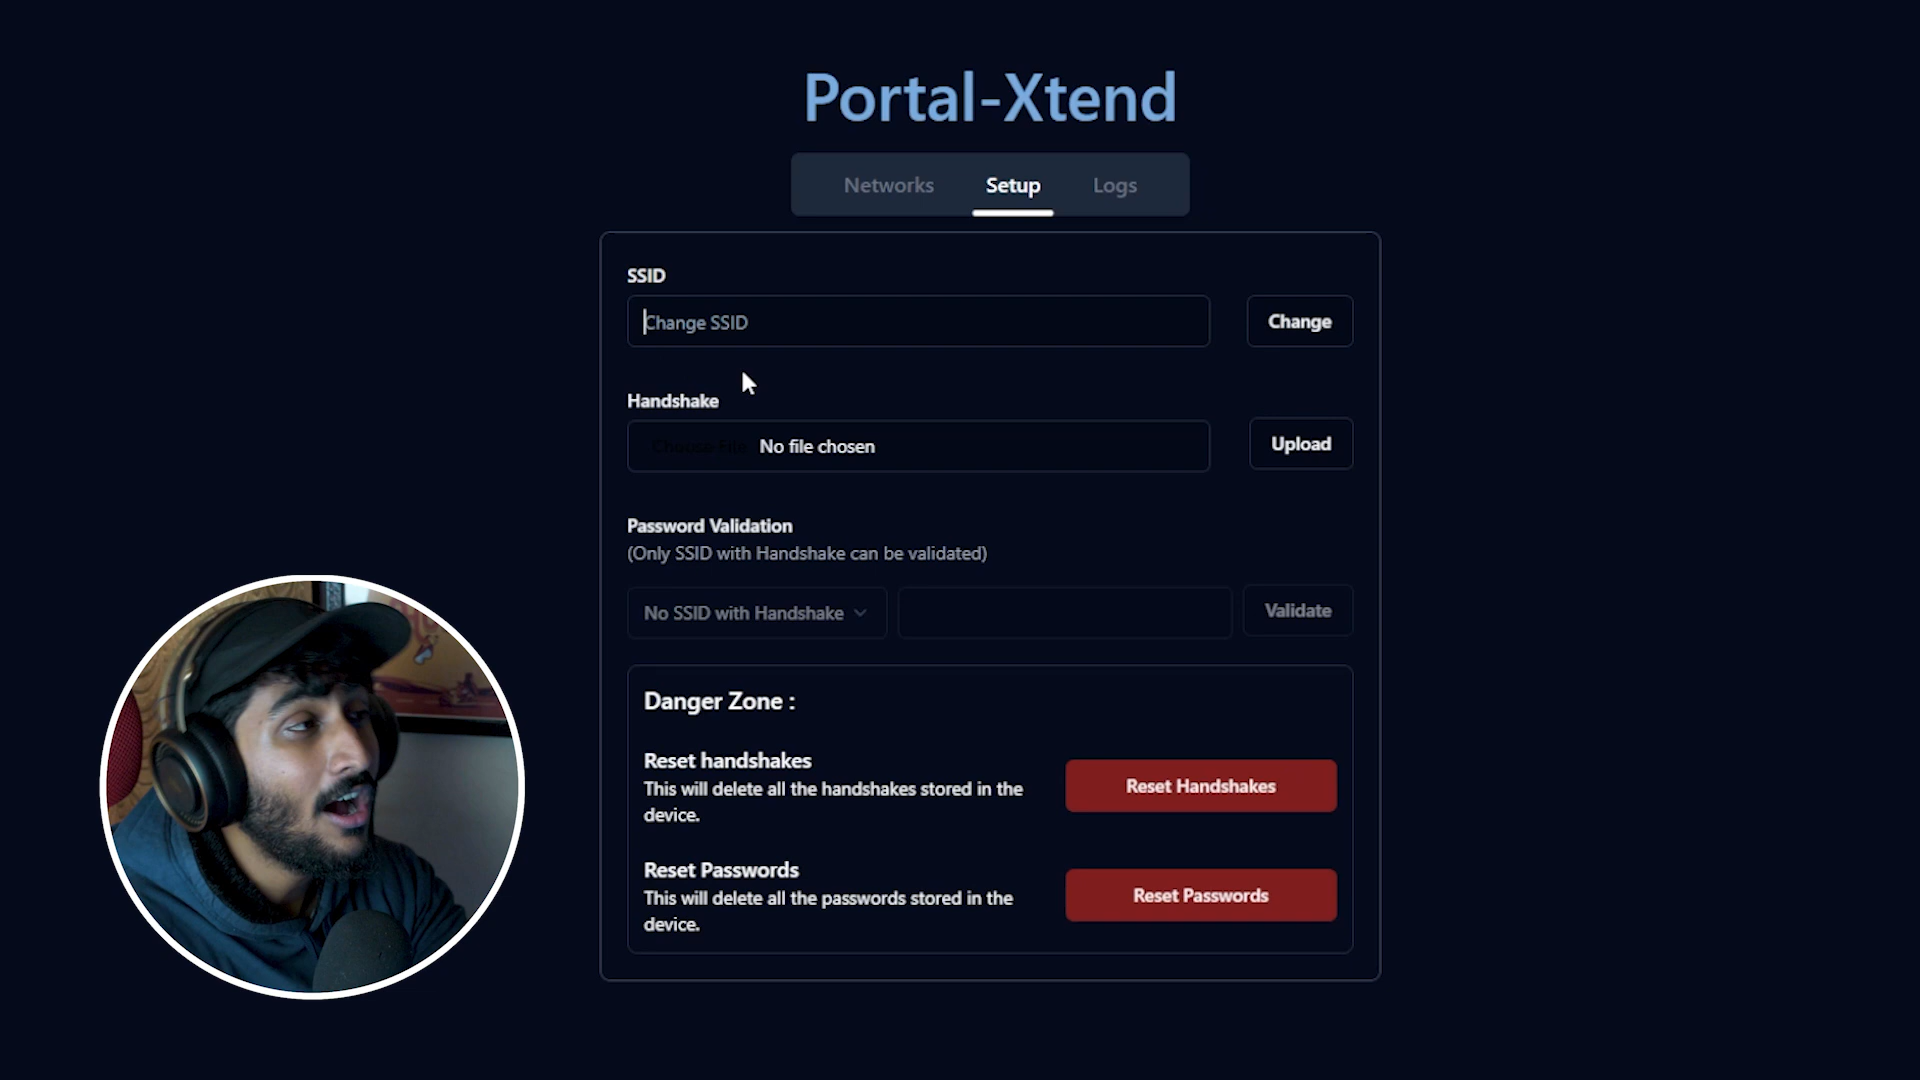 Portal-Xtend
Networks Setup Logs
SSID
Change SSID
Change
Handshake
Choose File No file chosen
Upload
Password Validation
(Only SSID with Handshake can be validated)
No SSID with Handshake
Validate
Danger Zone :
Reset handshakes
This will delete all the handshakes stored in the
device.
Reset Handshakes
Reset Passwords
This will delete all the passwords stored in the
device.
Reset Passwords